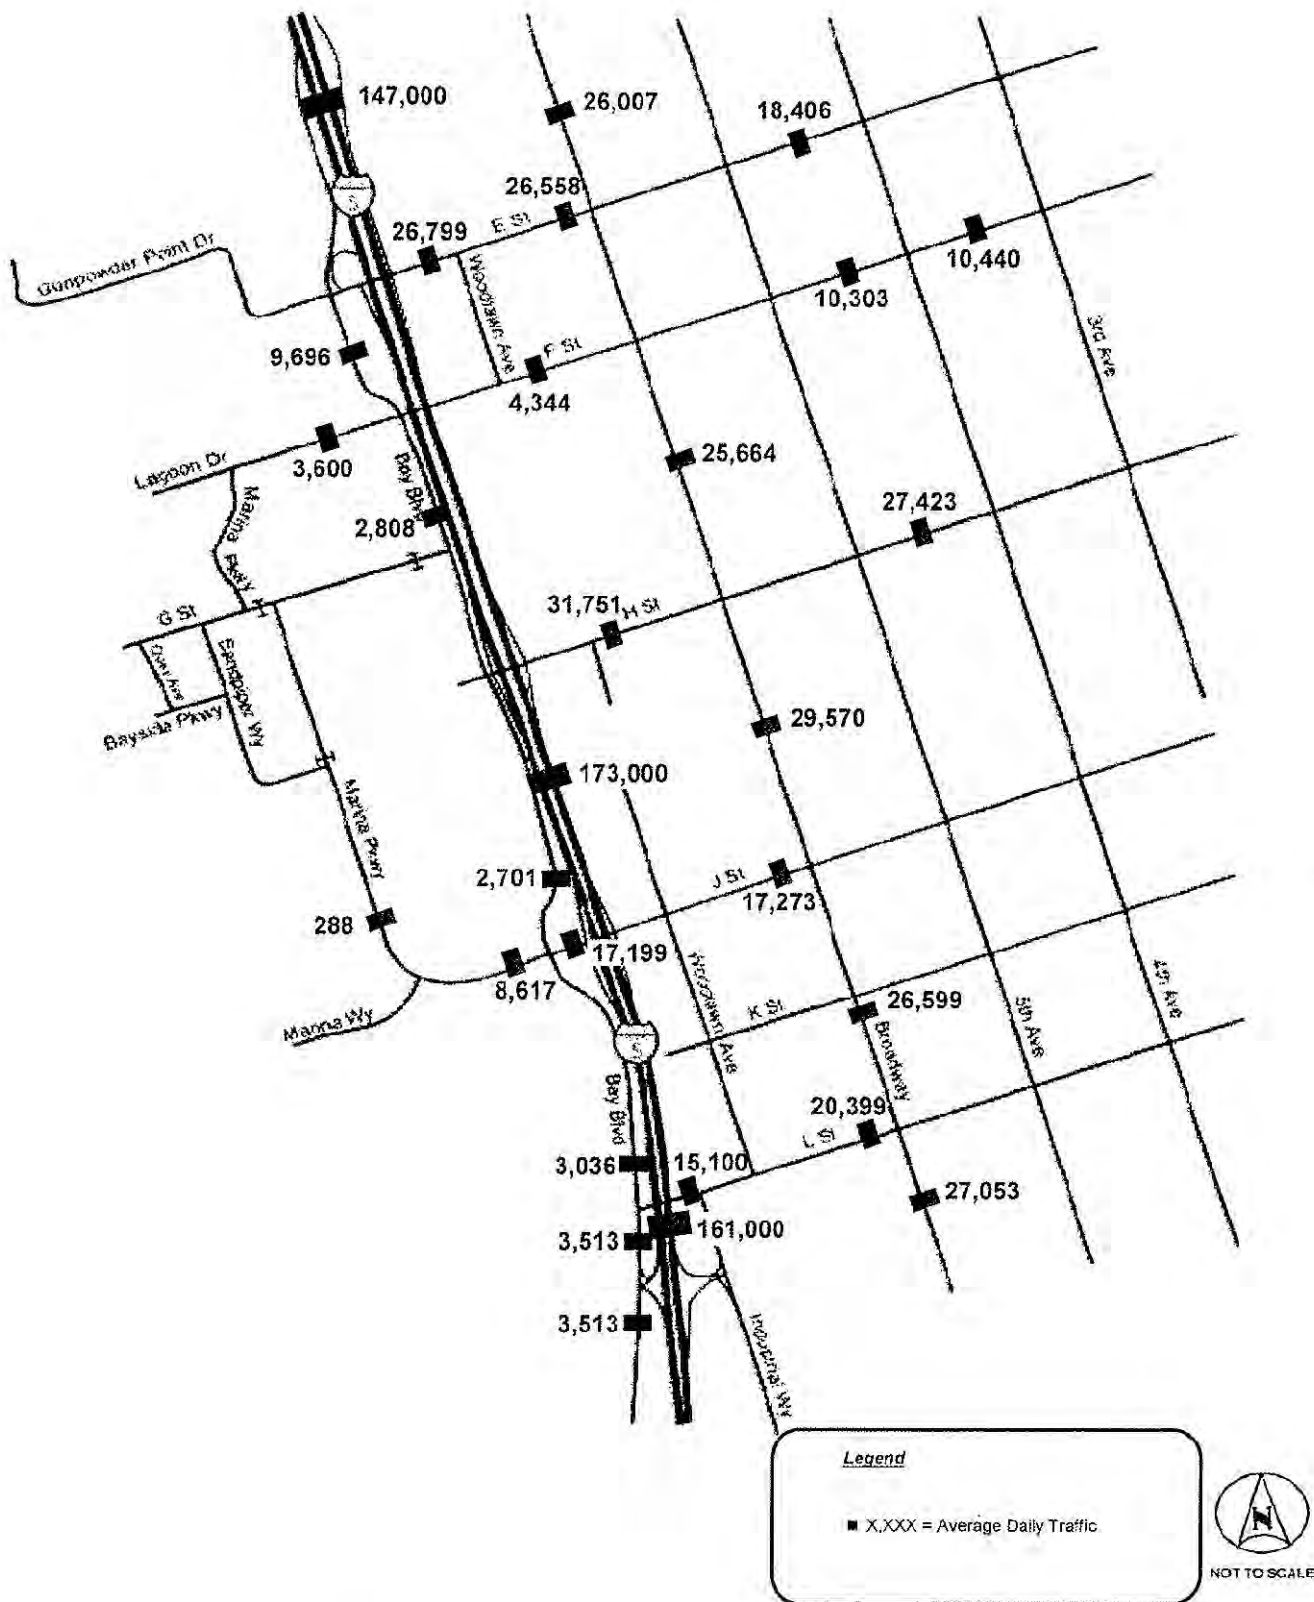 147,000
26,007
18,406
26,558
E St
26,799
Gunpowder Point Dr
Woodlawn Ave
10,440
10,303
3rd Ave
9,696
F St
4,344
3,600
Lagoon Dr
Bay Blvd
25,664
Marina Pkwy
2,808
27,423
31,751
H St
G St
Sandpiper Wy
Bayside Pkwy
29,570
173,000
Marina Pkwy
2,701
J St
17,273
288
17,199
8,617
Marina Wy
Woodlawn Ave
K St
26,599
Broadway
5th Ave
4th Ave
5
Bay Blvd
20,399
L St
3,036
15,100
27,053
161,000
3,513
3,513
Industrial Wy
Legend
X,XXX = Average Daily Traffic
N
NOT TO SCALE